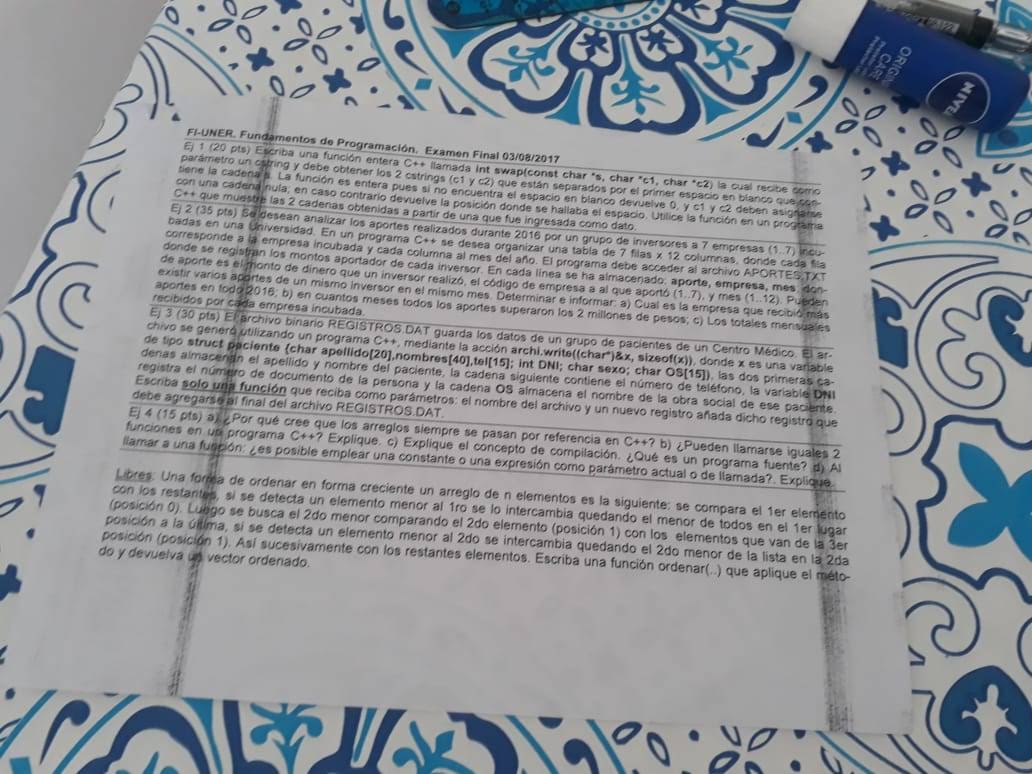 FI-UNER. Fundamentos de Programación. Examen Final 03/08/2017
Ej 1 (20 pts) Escriba una función entera C++ llamada int swap(const char *s, char *c1, char *c2) la cual recibe como
parámetro un cstring y debe obtener los 2 cstrings (c1 y c2) que están separados por el primer espacio en blanco que con-
tiene la cadena s. La función es entera pues si no encuentra el espacio en blanco devuelve 0, y c1 y c2 deben asignarse
con una cadena nula; en caso contrario devuelve la posición donde se hallaba el espacio. Utilice la función en un programa
C++ que muestre las 2 cadenas obtenidas a partir de una que fue ingresada como dato.
Ej 2 (35 pts) Se desean analizar los aportes realizados durante 2016 por un grupo de inversores a 7 empresas (1..7) incu-
badas en una Universidad. En un programa C++ se desea organizar una tabla de 7 filas x 12 columnas, donde cada fila
corresponde a la empresa incubada y cada columna al mes del año. El programa debe acceder al archivo APORTES.TXT
donde se registran los montos aportador de cada inversor. En cada línea se ha almacenado: aporte, empresa, mes, don-
de aporte es el monto de dinero que un inversor realizó, el código de empresa a al que aportó (1..7), y mes (1..12). Pueden
existir varios aportes de un mismo inversor en el mismo mes. Determinar e informar: a) Cual es la empresa que recibió más
aportes en todo 2016; b) en cuantos meses todos los aportes superaron los 2 millones de pesos; c) Los totales mensuales
recibidos por cada empresa incubada.
Ej 3 (30 pts) El archivo binario REGISTROS.DAT guarda los datos de un grupo de pacientes de un Centro Médico. El ar-
chivo se generó utilizando un programa C++, mediante la acción archi.write((char*)&x, sizeof(x)), donde x es una variable
de tipo struct paciente {char apellido[20],nombres[40],tel[15]; int DNI; char sexo; char OS[15]}, las dos primeras ca-
denas almacenan el apellido y nombre del paciente, la cadena siguiente contiene el número de teléfono, la variable DNI
registra el número de documento de la persona y la cadena OS almacena el nombre de la obra social de ese paciente.
Escriba solo una función que reciba como parámetros: el nombre del archivo y un nuevo registro añada dicho registro que
debe agregarse al final del archivo REGISTROS.DAT.
Ej 4 (15 pts) a) ¿Por qué cree que los arreglos siempre se pasan por referencia en C++? b) ¿Pueden llamarse iguales 2
funciones en un programa C++? Explique. c) Explique el concepto de compilación. ¿Qué es un programa fuente? d) Al
llamar a una función: ¿es posible emplear una constante o una expresión como parámetro actual o de llamada?. Explique.
Libres: Una forma de ordenar en forma creciente un arreglo de n elementos es la siguiente: se compara el 1er elemento
con los restantes, si se detecta un elemento menor al 1ro se lo intercambia quedando el menor de todos en el 1er lugar
(posición 0). Luego se busca el 2do menor comparando el 2do elemento (posición 1) con los elementos que van de la 3er
posición a la última, si se detecta un elemento menor al 2do se intercambia quedando el 2do menor de la lista en la 2da
posición (posición 1). Así sucesivamente con los restantes elementos. Escriba una función ordenar(..) que aplique el méto-
do y devuelva un vector ordenado.
NIVEA
ORIGINAL
CARE